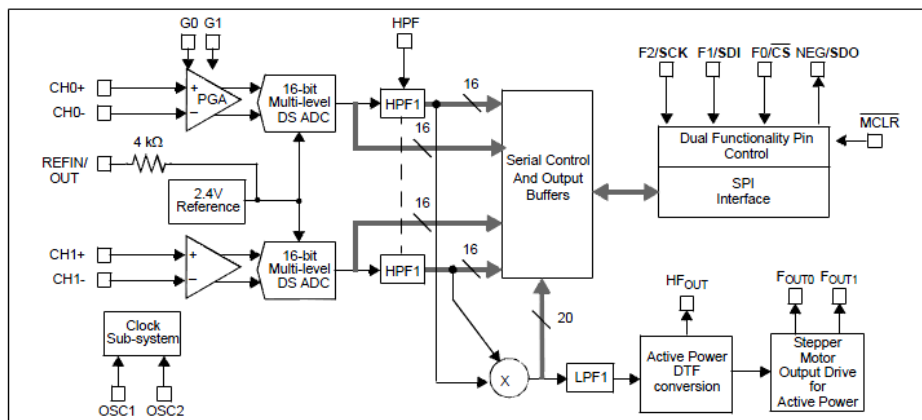 G0 G1
HPF
F2/SCK F1/SDI F0/CS NEG/SDO
CH0+
CH0-
+
PGA
−
16-bit
Multi-level
DS ADC
HPF1
16
16
MCLR
Dual Functionality Pin
Control
SPI
Interface
4 kΩ
REFIN/
OUT
2.4V
Reference
Serial Control
And Output
Buffers
16
16
CH1+
CH1-
+
−
16-bit
Multi-level
DS ADC
HPF1
20
HFOUT
FOUT0 FOUT1
Clock
Sub-system
OSC1 OSC2
X
LPF1
Active Power
DTF
conversion
Stepper
Motor
Output Drive
for
Active Power